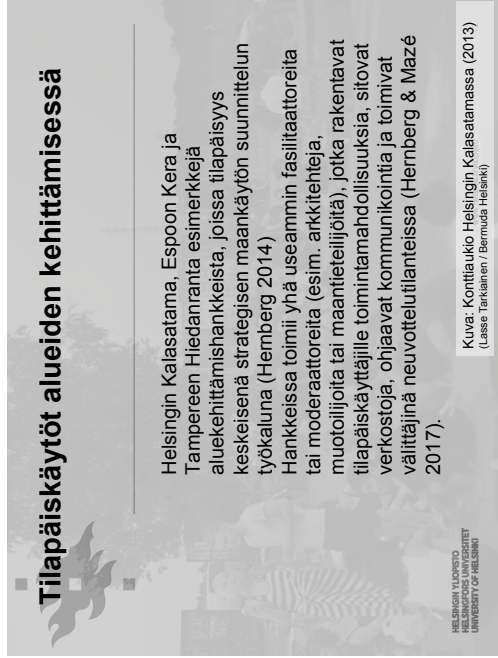 Tilapäiskäytöt alueiden kehittämisessä
Helsingin Kalasatama, Espoon Kera ja
Tampereen Hiedanranta esimerkkejä
aluekehittämishankkeista, joissa tilapäisyys
keskeisenä strategisen maankäytön suunnittelun
työkaluna (Hernberg 2014)
Hankkeissa toimii yhä useammin fasilitaattoreita
tai moderaattoreita (esim. arkkitehteja,
muotoilijoita tai maantieteilijöitä), jotka rakentavat
tilapäiskäyttäjille toimintamahdollisuuksia, sitovat
verkostoja, ohjaavat kommunikointia ja toimivat
välittäjinä neuvottelutilanteissa (Hernberg & Mazé
2017).
Kuva: Konttiaukio Helsingin Kalasatamassa (2013)
(Lasse Tarkiainen / Bermuda Helsinki)
HELSINGIN YLIOPISTO
HELSINGFORS UNIVERSITET
UNIVERSITY OF HELSINKI